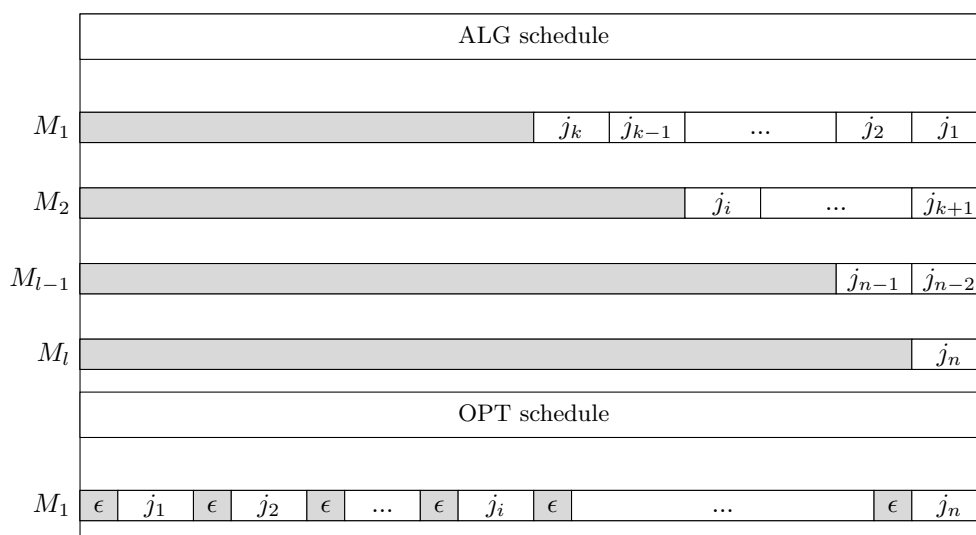 ALG schedule
M_1 j_k j_{k-1} ... j_2 j_1
M_2 j_i ... j_{k+1}
M_{l-1} j_{n-1} j_{n-2}
M_l j_n
OPT schedule
M_1 ϵ j_1 ϵ j_2 ϵ ... ϵ j_i ϵ ... ϵ j_n